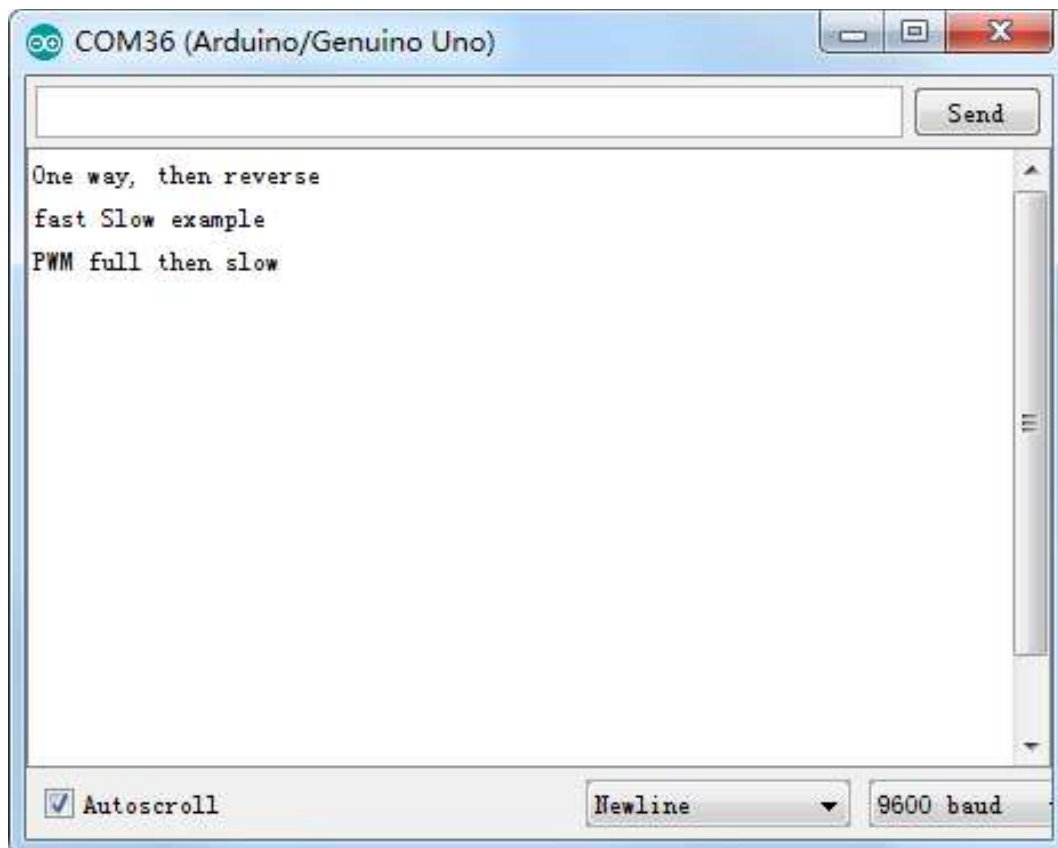 COM36 (Arduino/Genuino Uno)
Send
One way, then reverse
fast Slow example
PWM full then slow
Autoscroll
Newline
9600 baud